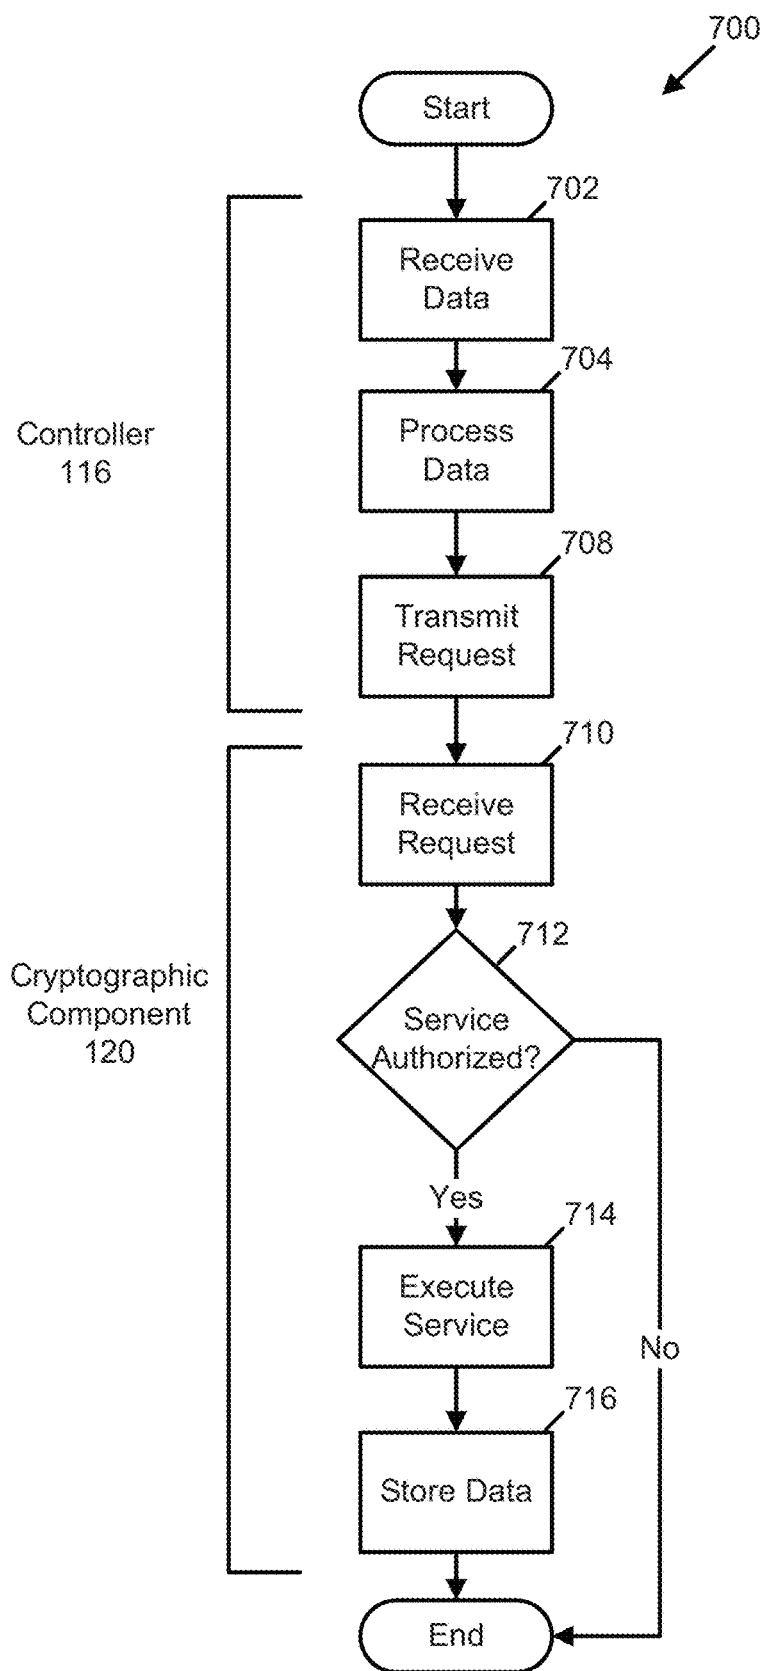 700
Start
702
Receive
Data
704
Process
Data
Controller
116
708
Transmit
Request
710
Receive
Request
712
Service
Authorized?
Cryptographic
Component
120
Yes
714
Execute
Service
No
716
Store Data
End